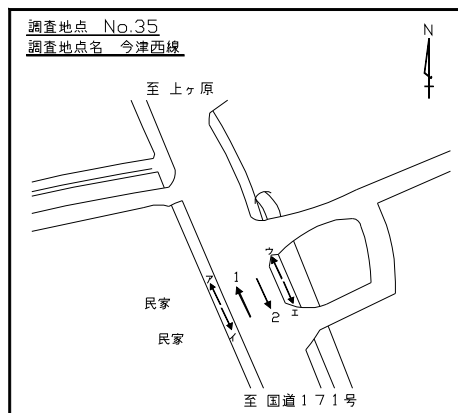 調査地点 No.35
調査地点名 今津西線
N
至 上ヶ原
ウ
ア
1
エ
2
民家
イ
民家
至 国道171号